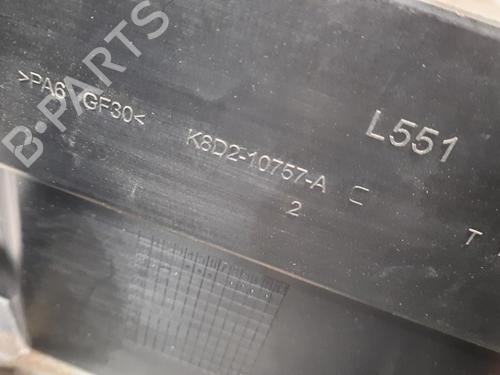 B-PARTS
>PA6 GF30<
L551
K8D2-10757-A C
2
T